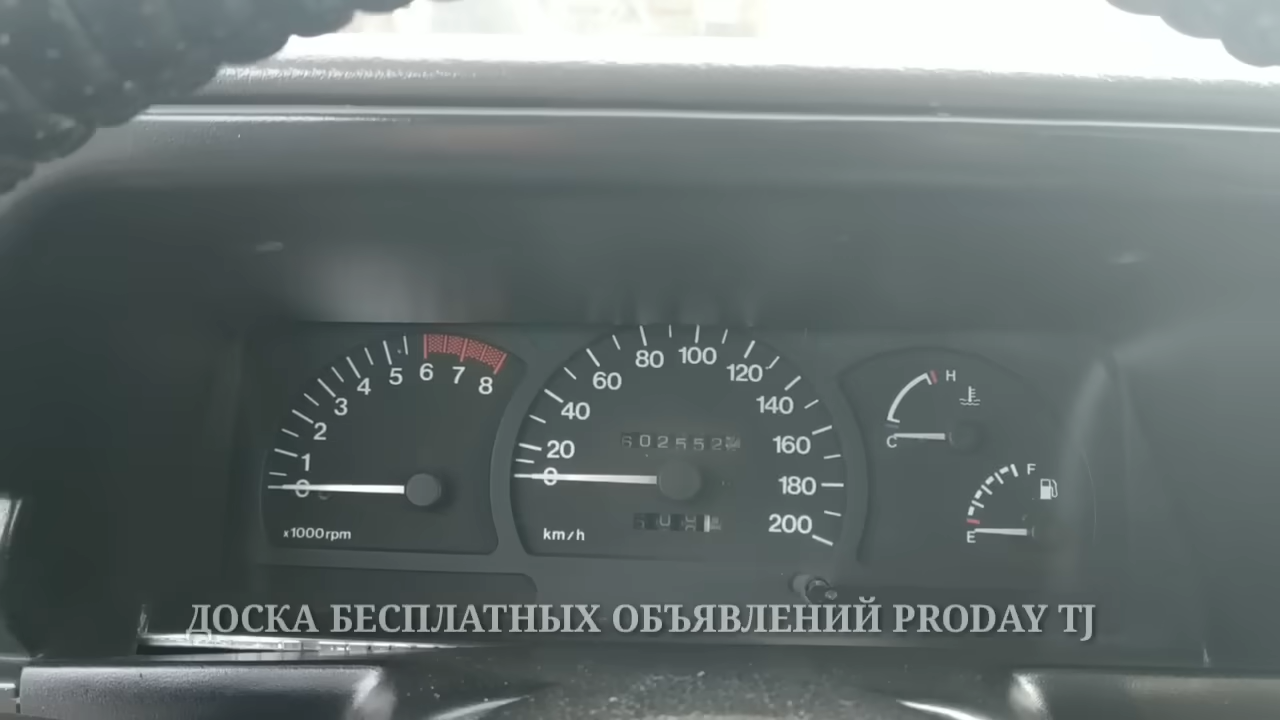 0 1 2 3 4 5 6 7 8
x1000rpm
0 20 40 60 80 100 120 140 160 180 200
km/h
H
C
F
E
ДОСКА БЕСПЛАТНЫХ ОБЪЯВЛЕНИЙ PRODAY TJ